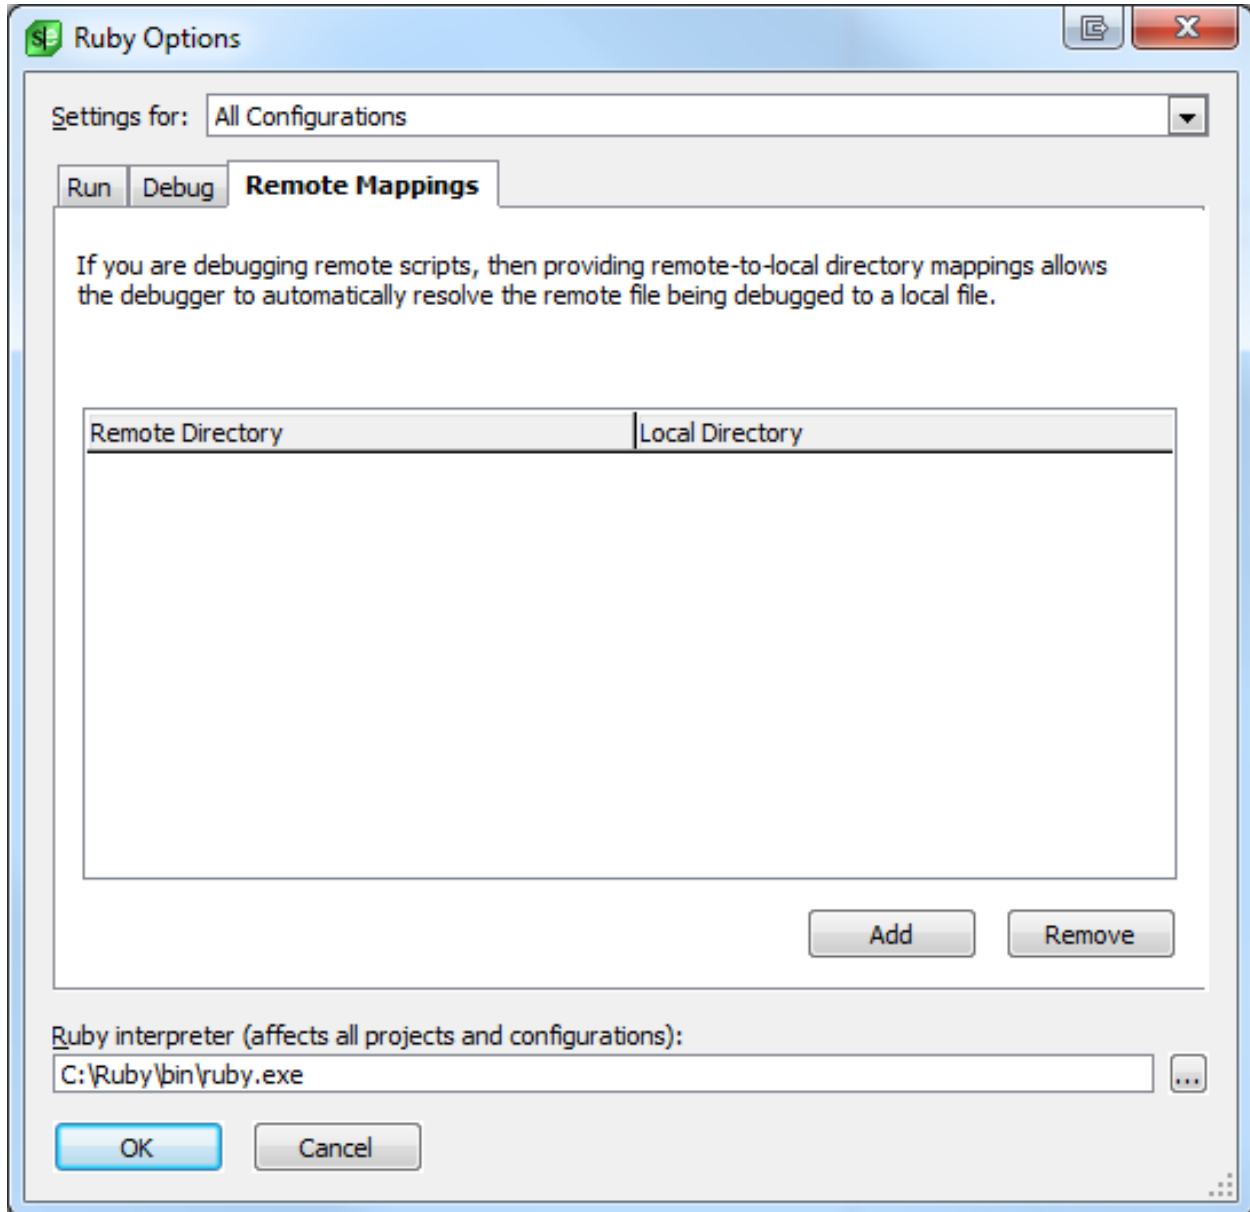 Ruby Options
Settings for: All Configurations
Run Debug Remote Mappings
If you are debugging remote scripts, then providing remote-to-local directory mappings allows
the debugger to automatically resolve the remote file being debugged to a local file.
Remote Directory Local Directory
Add Remove
Ruby interpreter (affects all projects and configurations):
C:\Ruby\bin\ruby.exe ...
OK Cancel